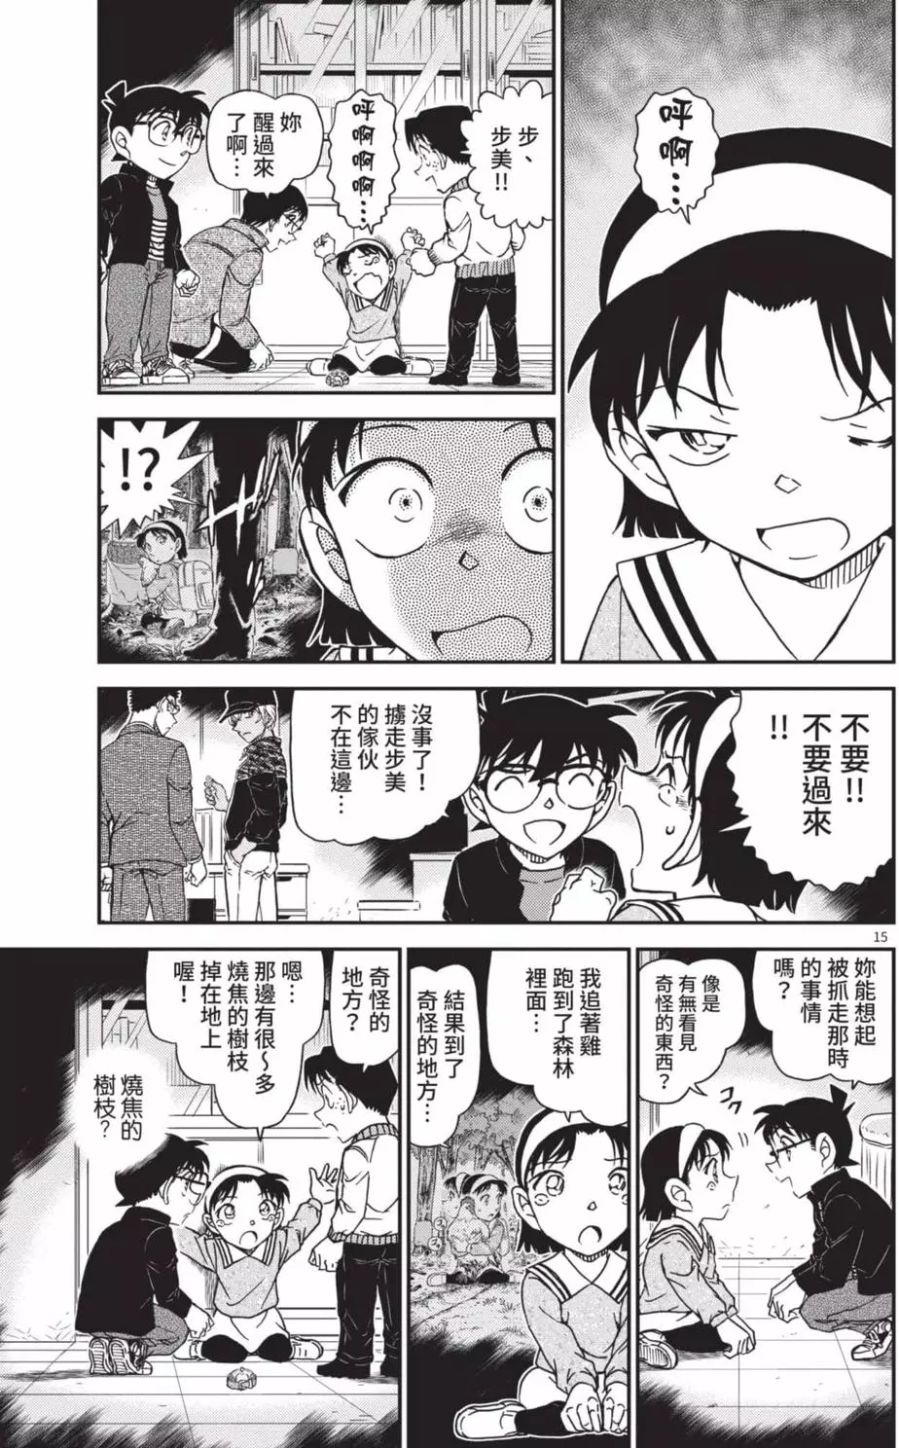 呼
啊…
步、
步美!!
呼
啊
啊
啊…
妳
醒過來
了啊…
!?
不要!!
不要過來
!!
沒事了!
擄走步美
的傢伙
不在這邊…
15
妳能想起
被抓走那時
的事情
嗎?
像是
有無看見
奇怪的東西?
ココ
我追著雞
跑到了森林
裡面…
結果到了
奇怪的地方…
奇怪的
地方?
嗯…
那邊有很~多
燒焦的樹枝
掉在地上
喔!
燒焦的
樹枝?